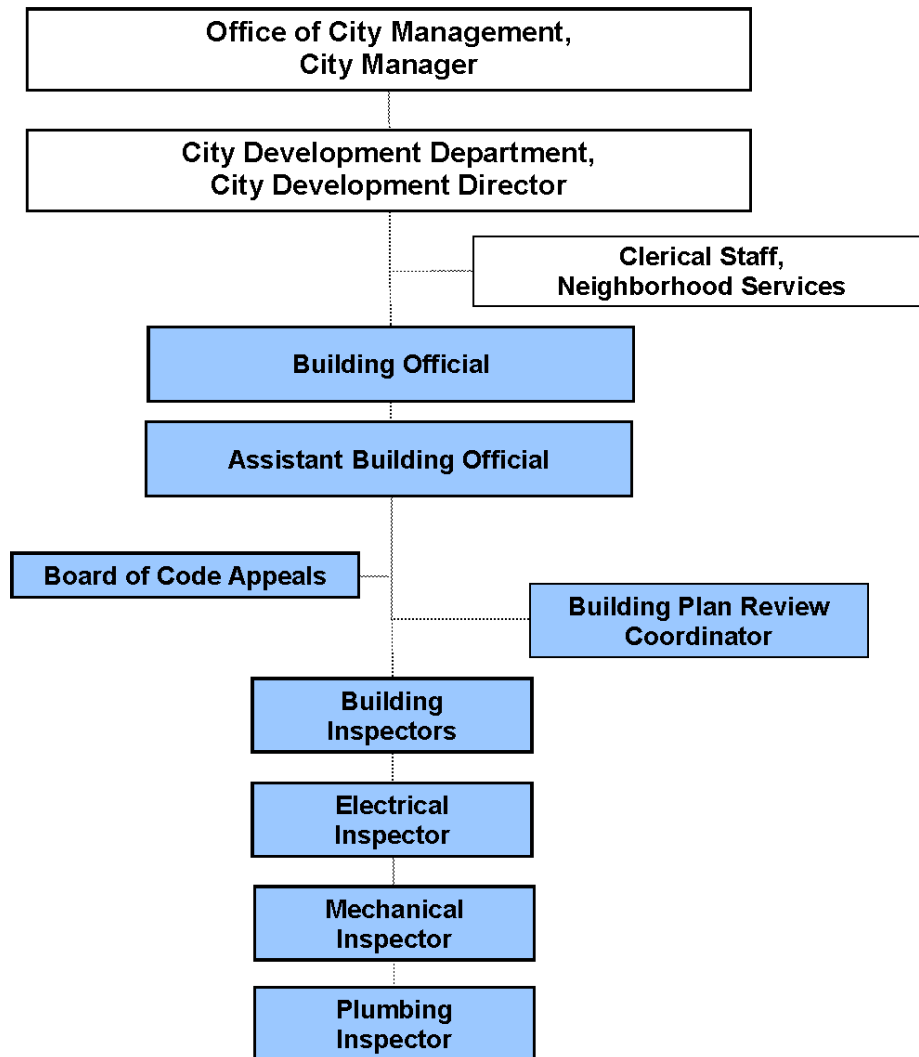 Office of City Management,
City Manager
City Development Department,
City Development Director
Clerical Staff,
Neighborhood Services
Building Official
Assistant Building Official
Board of Code Appeals
Building Plan Review
Coordinator
Building
Inspectors
Electrical
Inspector
Mechanical
Inspector
Plumbing
Inspector